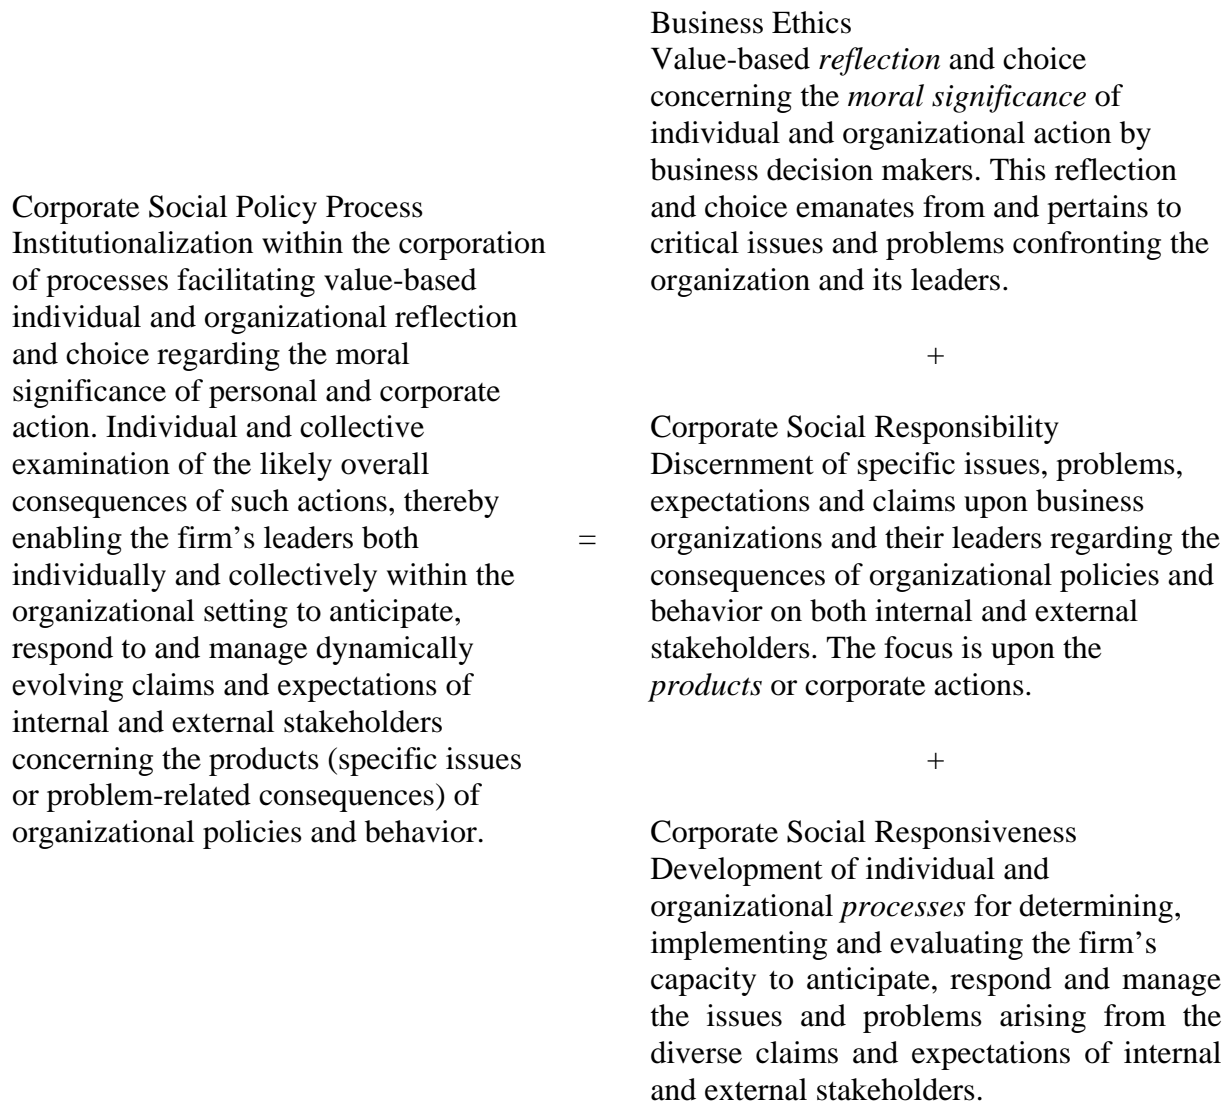 Corporate Social Policy Process
Institutionalization within the corporation
of processes facilitating value-based
individual and organizational reflection
and choice regarding the moral
significance of personal and corporate
action. Individual and collective
examination of the likely overall
consequences of such actions, thereby
enabling the firm’s leaders both
individually and collectively within the
organizational setting to anticipate,
respond to and manage dynamically
evolving claims and expectations of
internal and external stakeholders
concerning the products (specific issues
or problem-related consequences) of
organizational policies and behavior.
=
Business Ethics
Value-based reflection and choice
concerning the moral significance of
individual and organizational action by
business decision makers. This reflection
and choice emanates from and pertains to
critical issues and problems confronting the
organization and its leaders.
+
Corporate Social Responsibility
Discernment of specific issues, problems,
expectations and claims upon business
organizations and their leaders regarding the
consequences of organizational policies and
behavior on both internal and external
stakeholders. The focus is upon the
products or corporate actions.
+
Corporate Social Responsiveness
Development of individual and
organizational processes for determining,
implementing and evaluating the firm’s
capacity to anticipate, respond and manage
the issues and problems arising from the
diverse claims and expectations of internal
and external stakeholders.